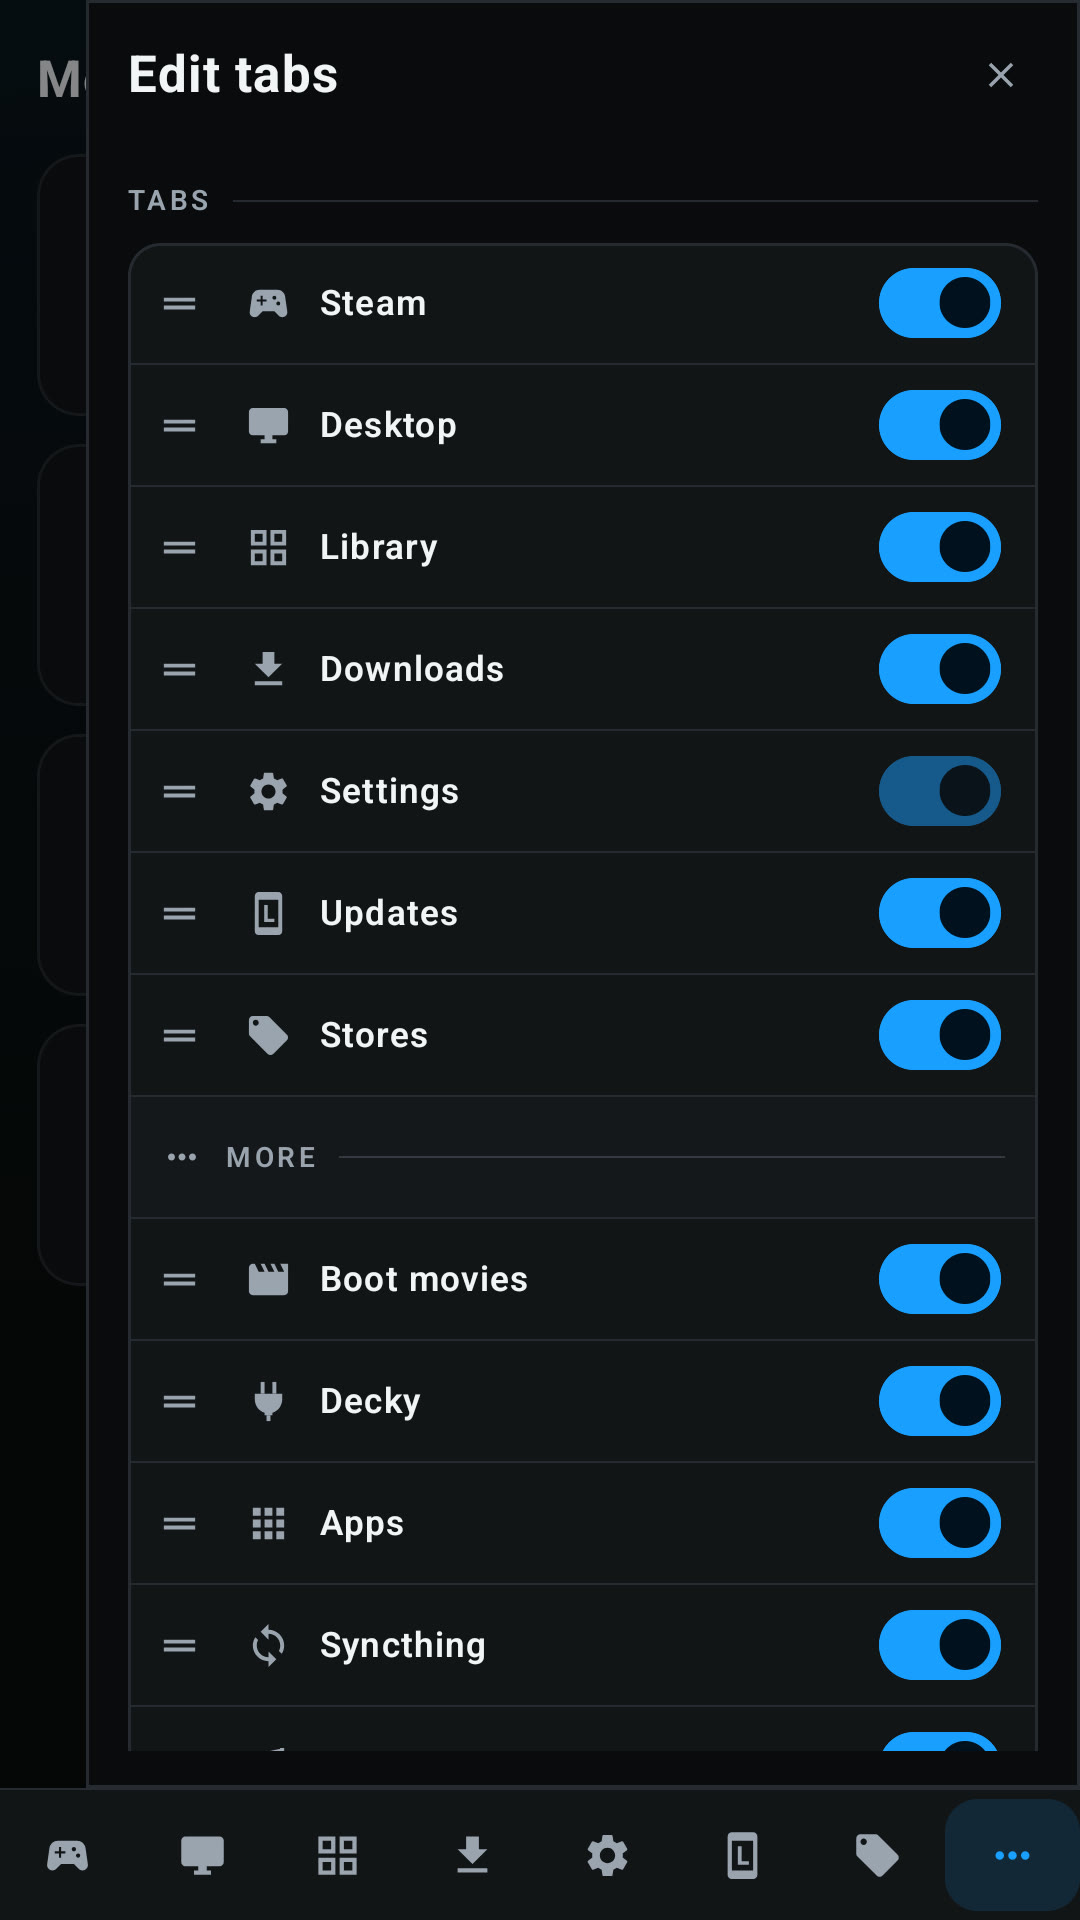 Edit tabs
TABS
Steam
Desktop
Library
Downloads
Settings
Updates
Stores
MORE
Boot movies
Decky
Apps
Syncthing